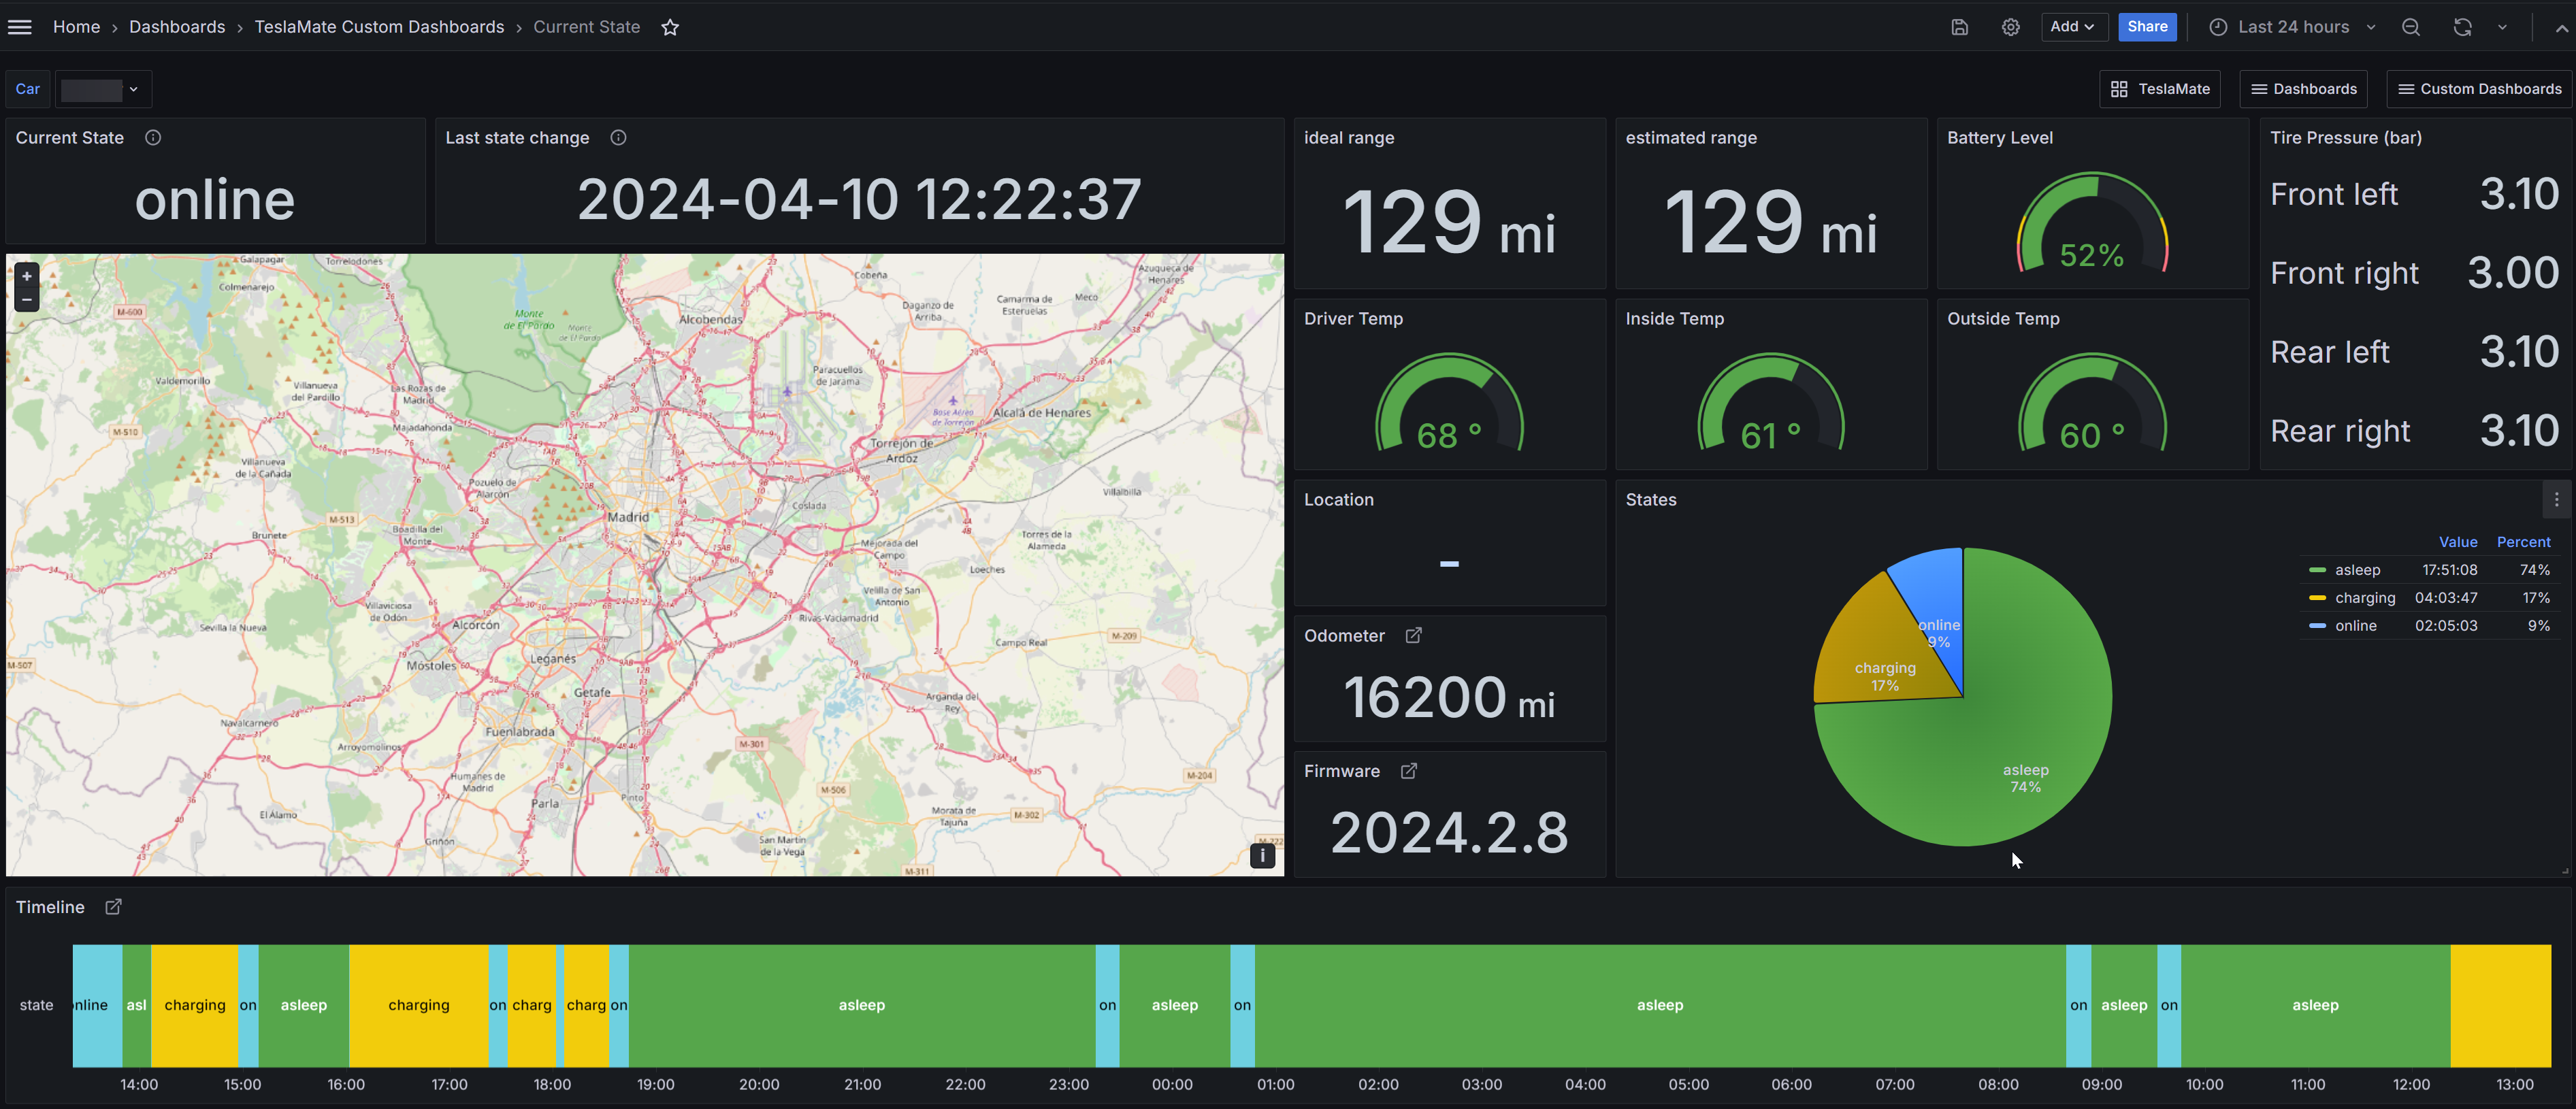 Home › Dashboards › TeslaMate Custom Dashboards › Current State
Add
Share
Last 24 hours
Car
TeslaMate
Dashboards
Custom Dashboards
Current State
online
Last state change
2024-04-10 12:22:37
ideal range
129 mi
estimated range
129 mi
Battery Level
52%
Tire Pressure (bar)
Front left 3.10
Front right 3.00
Rear left 3.10
Rear right 3.10
Driver Temp
68 °
Inside Temp
61 °
Outside Temp
60 °
+
−
Galapagar
Torrelodones
Colmenarejo
M-600
Monte de El Pardo
Monte de El Pardo
Alcobendas
Cobeña
Daganzo de Arriba
Camarma de Esteruelas
Meco
Azuqueca de Henares
Valdemorillo
Villanueva del Pardillo
Las Rozas de Madrid
Paracuellos de Jarama
Base Aérea de Torrejón
Alcalá de Henares
M-510
Majadahonda
Torrejón de Ardoz
Villanueva de la Cañada
Pozuelo de Alarcón
Villalbilla
M-513
Boadilla del Monte
Madrid
Coslada
Brunete
Mejorada del Campo
Torres de la Alameda
Loeches
Villaviciosa de Odón
Velilla de San Antonio
Sevilla la Nueva
Alcorcón
Rivas-Vaciamadrid
M-209
Campo Real
M-507
Móstoles
Leganés
Getafe
Arganda del Rey
Navalcarnero
Fuenlabrada
Arroyomolinos
M-301
Humanes de Madrid
M-204
Parla
Pinto
M-506
El Álamo
Morata de Tajuña
M-302
Griñón
San Martín de la Vega
M-311
i
Location
-
Odometer
16200 mi
Firmware
2024.2.8
States
online
9%
charging
17%
asleep
74%
Value Percent
asleep 17:51:08 74%
charging 04:03:47 17%
online 02:05:03 9%
Timeline
state
nline asl charging on asleep charging on charg charg on asleep on asleep on asleep on asleep on asleep
14:00 15:00 16:00 17:00 18:00 19:00 20:00 21:00 22:00 23:00 00:00 01:00 02:00 03:00 04:00 05:00 06:00 07:00 08:00 09:00 10:00 11:00 12:00 13:00